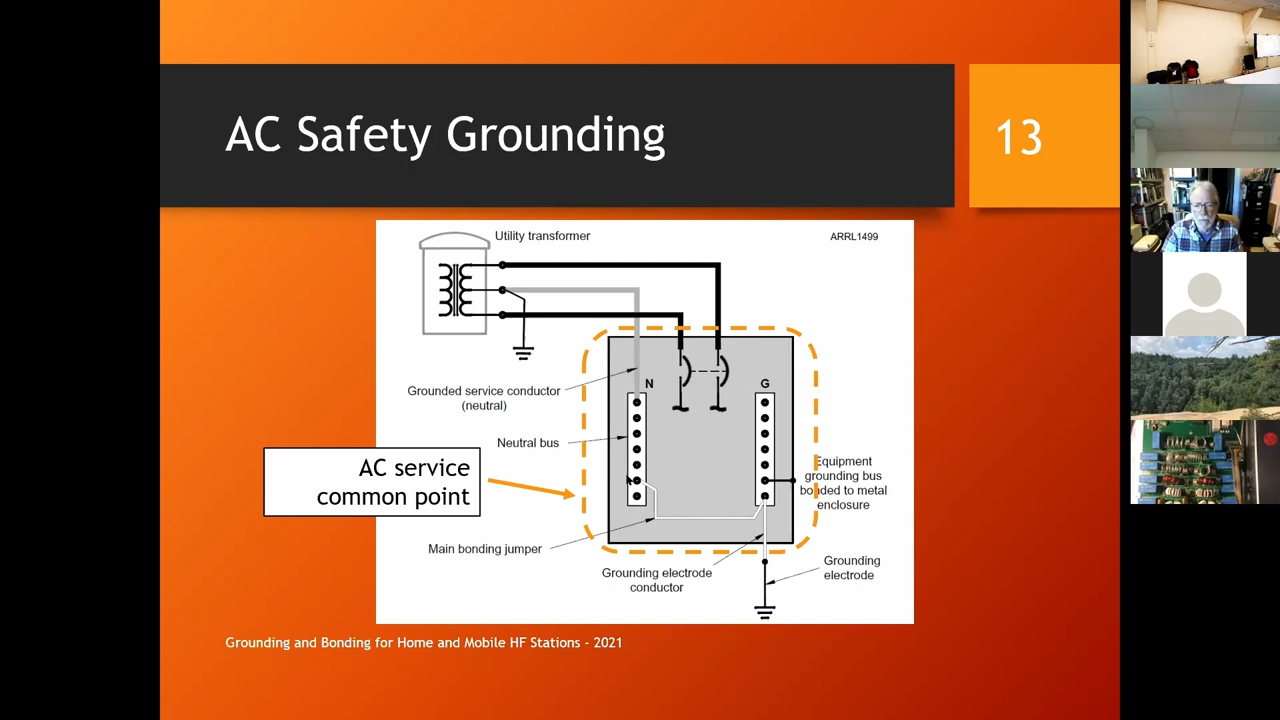 AC Safety Grounding
13
Utility transformer
ARRL1499
Grounded service conductor
(neutral)
N
G
Neutral bus
AC service
common point
Equipment
grounding bus
bonded to metal
enclosure
Main bonding jumper
Grounding electrode
conductor
Grounding
electrode
Grounding and Bonding for Home and Mobile HF Stations - 2021